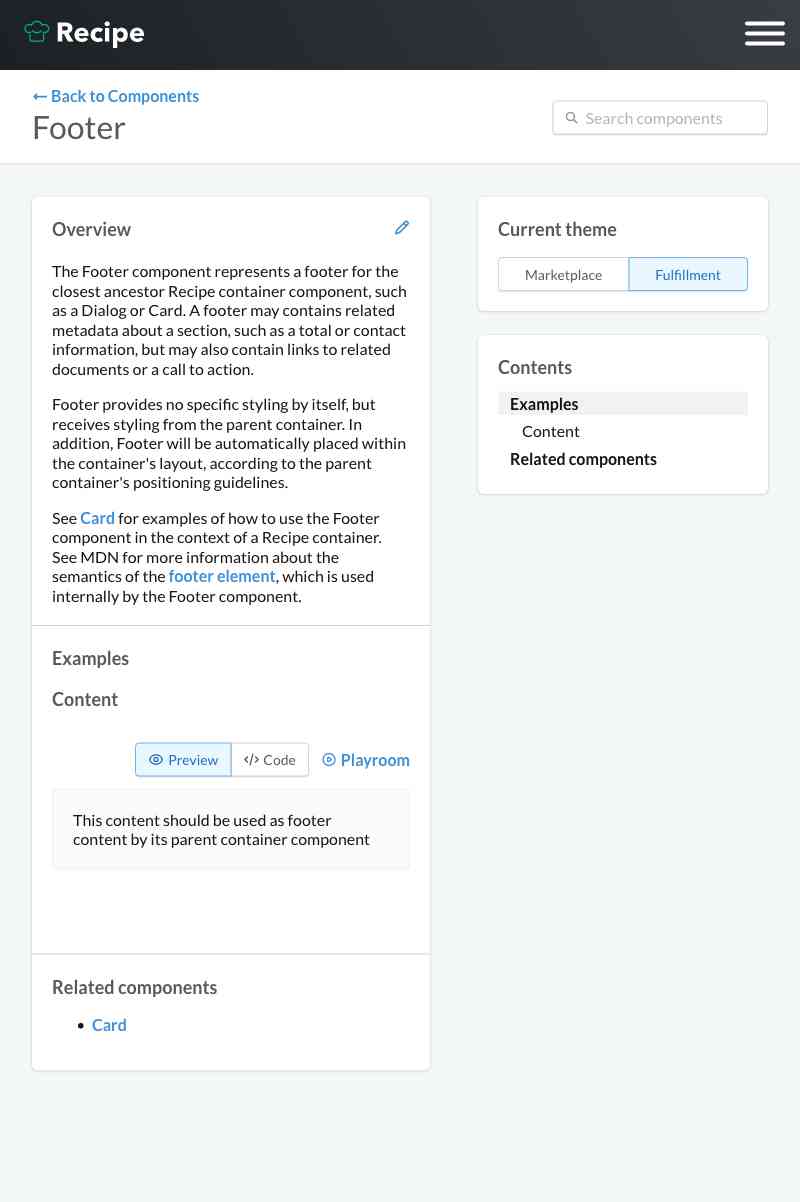 Recipe
← Back to Components
Footer
Search components
Overview
The Footer component represents a footer for the
closest ancestor Recipe container component, such
as a Dialog or Card. A footer may contains related
metadata about a section, such as a total or contact
information, but may also contain links to related
documents or a call to action.
Footer provides no specific styling by itself, but
receives styling from the parent container. In
addition, Footer will be automatically placed within
the container's layout, according to the parent
container's positioning guidelines.
See Card for examples of how to use the Footer
component in the context of a Recipe container.
See MDN for more information about the
semantics of the footer element, which is used
internally by the Footer component.
Examples
Content
Preview </> Code Playroom
This content should be used as footer
content by its parent container component
Related components
• Card
Current theme
Marketplace Fulfillment
Contents
Examples
Content
Related components